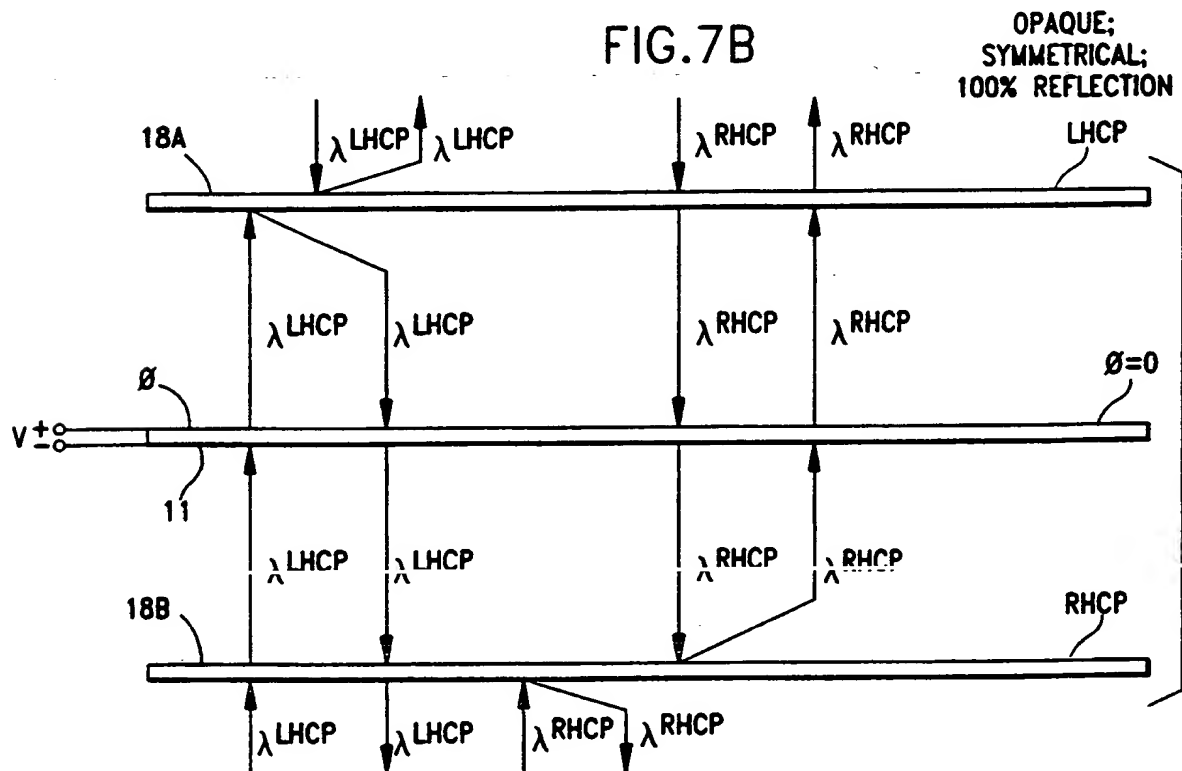 FIG.7B
OPAQUE;
SYMMETRICAL;
100% REFLECTION
18A
λLHCP
λLHCP
λRHCP
λRHCP
LHCP
λLHCP
λLHCP
λRHCP
λRHCP
Ø
Ø=0
V + −
11
λLHCP
λLHCP
λRHCP
λRHCP
18B
RHCP
λLHCP
λLHCP
λRHCP
λRHCP